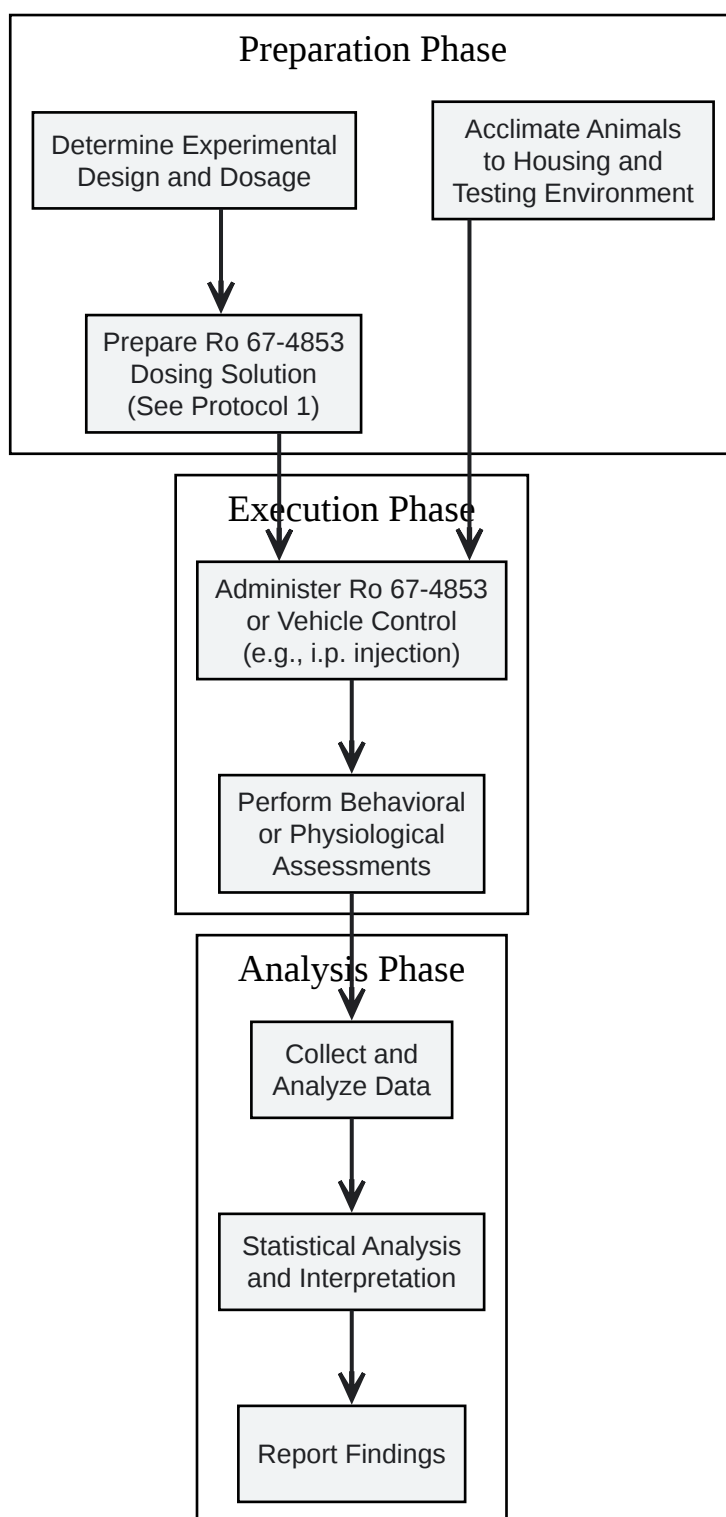 Preparation Phase
Determine Experimental
Design and Dosage
Acclimate Animals
to Housing and
Testing Environment
Prepare Ro 67-4853
Dosing Solution
(See Protocol 1)
Execution Phase
Administer Ro 67-4853
or Vehicle Control
(e.g., i.p. injection)
Perform Behavioral
or Physiological
Assessments
Analysis Phase
Collect and
Analyze Data
Statistical Analysis
and Interpretation
Report Findings